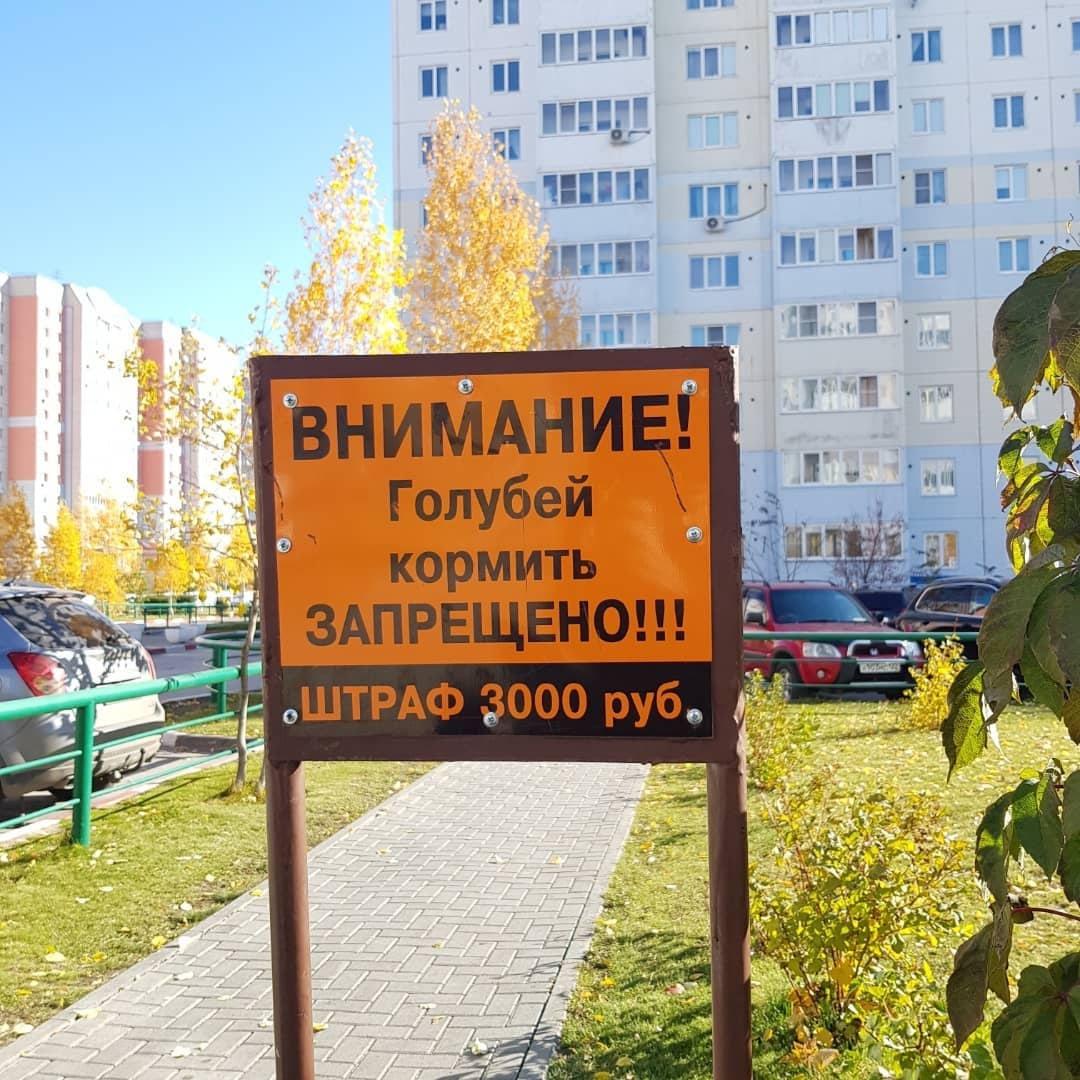 ВНИМАНИЕ!
Голубей
кормить
ЗАПРЕЩЕНО!!!
ШТРАФ 3000 руб.